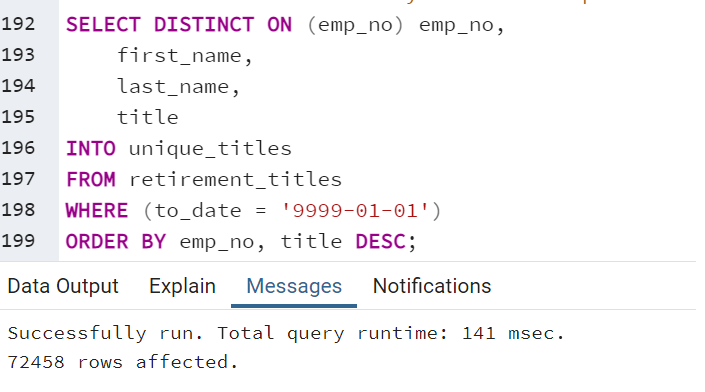 192 SELECT DISTINCT ON (emp_no) emp_no,
193     first_name,
194     last_name,
195     title
196 INTO unique_titles
197 FROM retirement_titles
198 WHERE (to_date = '9999-01-01')
199 ORDER BY emp_no, title DESC;
Data Output Explain Messages Notifications
Successfully run. Total query runtime: 141 msec.
72458 rows affected.